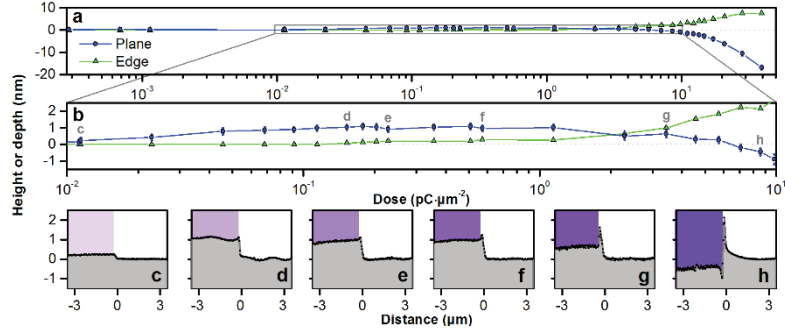 10
a
0
Plane
-10
Edge
-20
10⁻³ 10⁻² 10⁻¹ 10⁰ 10¹
Height or depth (nm)
b
2
1
0
-1
c d e f g h
10⁻² 10⁻¹ 10⁰ 10¹
Dose (pC·µm⁻²)
2
1
0
-1
c d e f g h
-3 0 3 -3 0 3 -3 0 3 -3 0 3 -3 0 3 -3 0 3
Distance (µm)